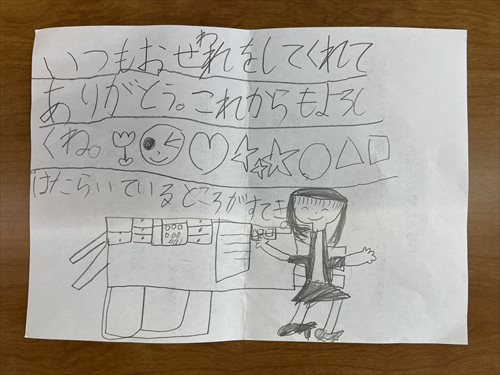 いつもおせわをしてくれて
ありがとう。これからもよろし
くね。
はたらいているところがすてき